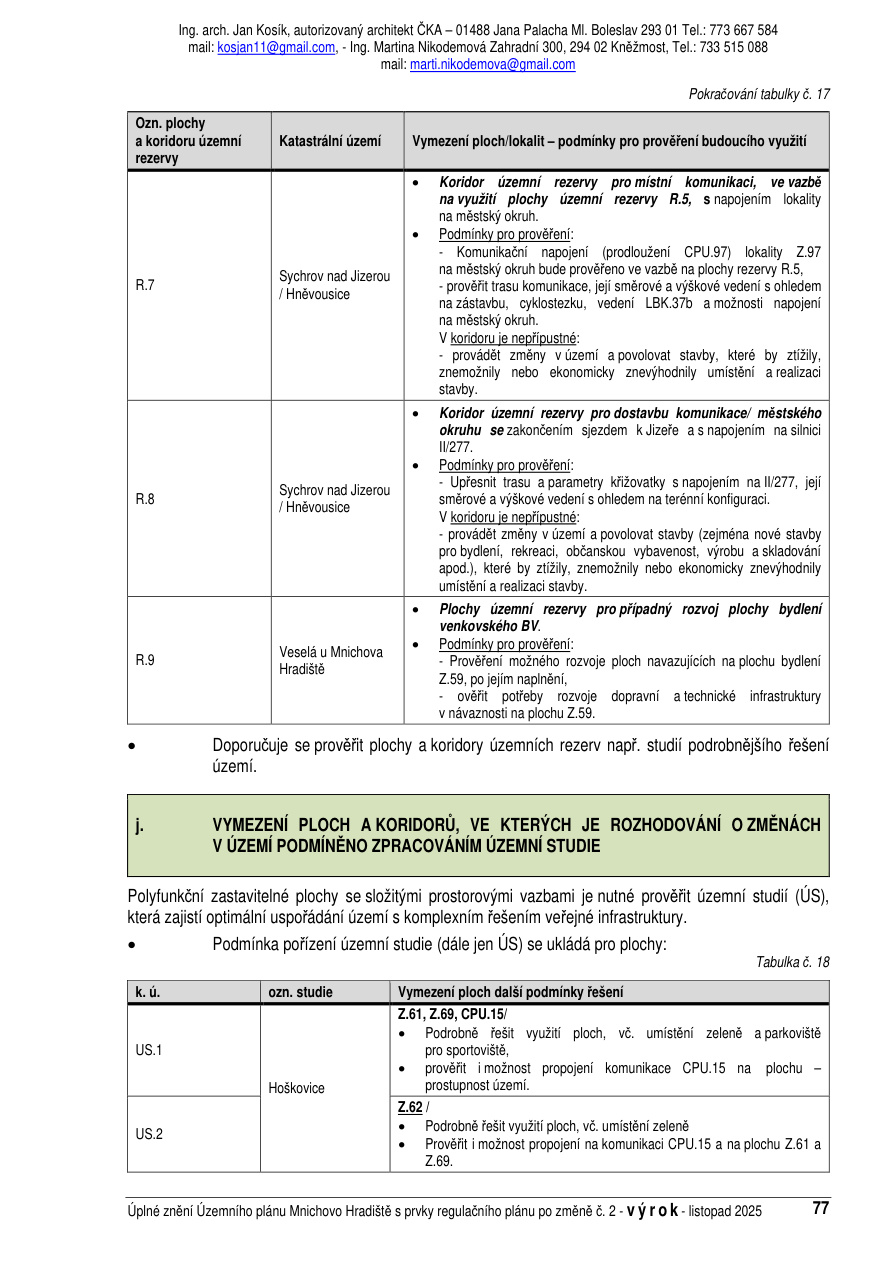 Ing. arch. Jan Kosík, autorizovaný architekt ČKA – 01488 Jana Palacha Ml. Boleslav 293 01 Tel.: 773 667 584
mail: kosjan11@gmail.com, - Ing. Martina Nikodemová Zahradní 300, 294 02 Kněžmost, Tel.: 733 515 088
mail: marti.nikodemova@gmail.com
Pokračování tabulky č. 17
Ozn. plochy
a koridoru územní
rezervy
Katastrální území
Vymezení ploch/lokalit – podmínky pro prověření budoucího využití
R.7
Sychrov nad Jizerou
/ Hněvousice
• Koridor územní rezervy pro místní komunikaci, ve vazbě
na využití plochy územní rezervy R.5, s napojením lokality
na městský okruh.
• Podmínky pro prověření:
- Komunikační napojení (prodloužení CPU.97) lokality Z.97
na městský okruh bude prověřeno ve vazbě na plochy rezervy R.5,
- prověřit trasu komunikace, její směrové a výškové vedení s ohledem
na zástavbu, cyklostezku, vedení LBK.37b a možnosti napojení
na městský okruh.
V koridoru je nepřípustné:
- provádět změny v území a povolovat stavby, které by ztížily,
znemožnily nebo ekonomicky znevýhodnily umístění a realizaci
stavby.
R.8
Sychrov nad Jizerou
/ Hněvousice
• Koridor územní rezervy pro dostavbu komunikace/ městského
okruhu se zakončením sjezdem k Jizeře a s napojením na silnici
II/277.
• Podmínky pro prověření:
- Upřesnit trasu a parametry křižovatky s napojením na II/277, její
směrové a výškové vedení s ohledem na terénní konfiguraci.
V koridoru je nepřípustné:
- provádět změny v území a povolovat stavby (zejména nové stavby
pro bydlení, rekreaci, občanskou vybavenost, výrobu a skladování
apod.), které by ztížily, znemožnily nebo ekonomicky znevýhodnily
umístění a realizaci stavby.
R.9
Veselá u Mnichova
Hradiště
• Plochy územní rezervy pro případný rozvoj plochy bydlení
venkovského BV.
• Podmínky pro prověření:
- Prověření možného rozvoje ploch navazujících na plochu bydlení
Z.59, po jejím naplnění,
- ověřit potřeby rozvoje dopravní a technické infrastruktury
v návaznosti na plochu Z.59.
• Doporučuje se prověřit plochy a koridory územních rezerv např. studií podrobnějšího řešení
území.
j. VYMEZENÍ PLOCH A KORIDORŮ, VE KTERÝCH JE ROZHODOVÁNÍ O ZMĚNÁCH
V ÚZEMÍ PODMÍNĚNO ZPRACOVÁNÍM ÚZEMNÍ STUDIE
Polyfunkční zastavitelné plochy se složitými prostorovými vazbami je nutné prověřit územní studií (ÚS),
která zajistí optimální uspořádání území s komplexním řešením veřejné infrastruktury.
• Podmínka pořízení územní studie (dále jen ÚS) se ukládá pro plochy:
Tabulka č. 18
k. ú.
ozn. studie
Vymezení ploch další podmínky řešení
US.1
Hoškovice
Z.61, Z.69, CPU.15/
• Podrobně řešit využití ploch, vč. umístění zeleně a parkoviště
pro sportoviště,
• prověřit i možnost propojení komunikace CPU.15 na plochu –
prostupnost území.
US.2
Z.62 /
• Podrobně řešit využití ploch, vč. umístění zeleně
• Prověřit i možnost propojení na komunikaci CPU.15 a na plochu Z.61 a
Z.69.
Úplné znění Územního plánu Mnichovo Hradiště s prvky regulačního plánu po změně č. 2 - v ý r o k - listopad 2025 77